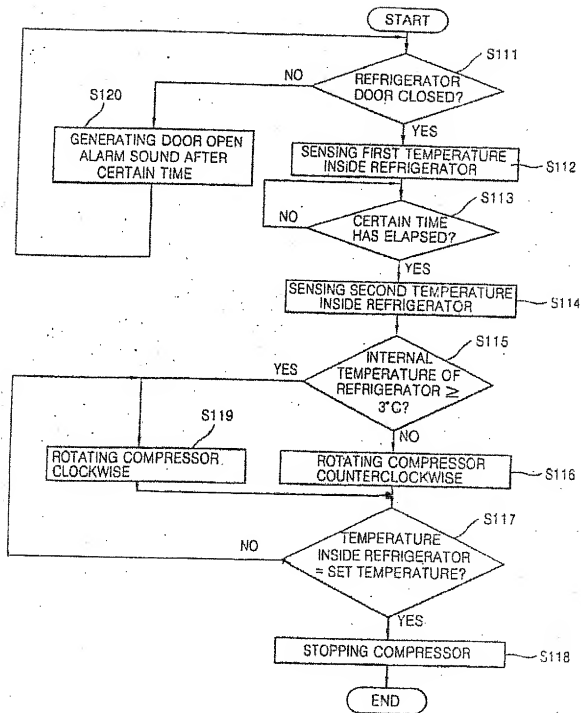 START
S111
REFRIGERATOR
DOOR CLOSED?
NO
YES
S120
GENERATING DOOR OPEN
ALARM SOUND AFTER
CERTAIN TIME
SENSING FIRST TEMPERATURE
INSIDE REFRIGERATOR
S112
S113
CERTAIN TIME
HAS ELAPSED?
NO
YES
SENSING SECOND TEMPERATURE
INSIDE REFRIGERATOR
S114
S115
INTERNAL
TEMPERATURE OF
REFRIGERATOR ≥
3°C?
YES
NO
S119
ROTATING COMPRESSOR
CLOCKWISE
ROTATING COMPRESSOR
COUNTERCLOCKWISE
S116
S117
TEMPERATURE
INSIDE REFRIGERATOR
= SET TEMPERATURE?
NO
YES
STOPPING COMPRESSOR
S118
END